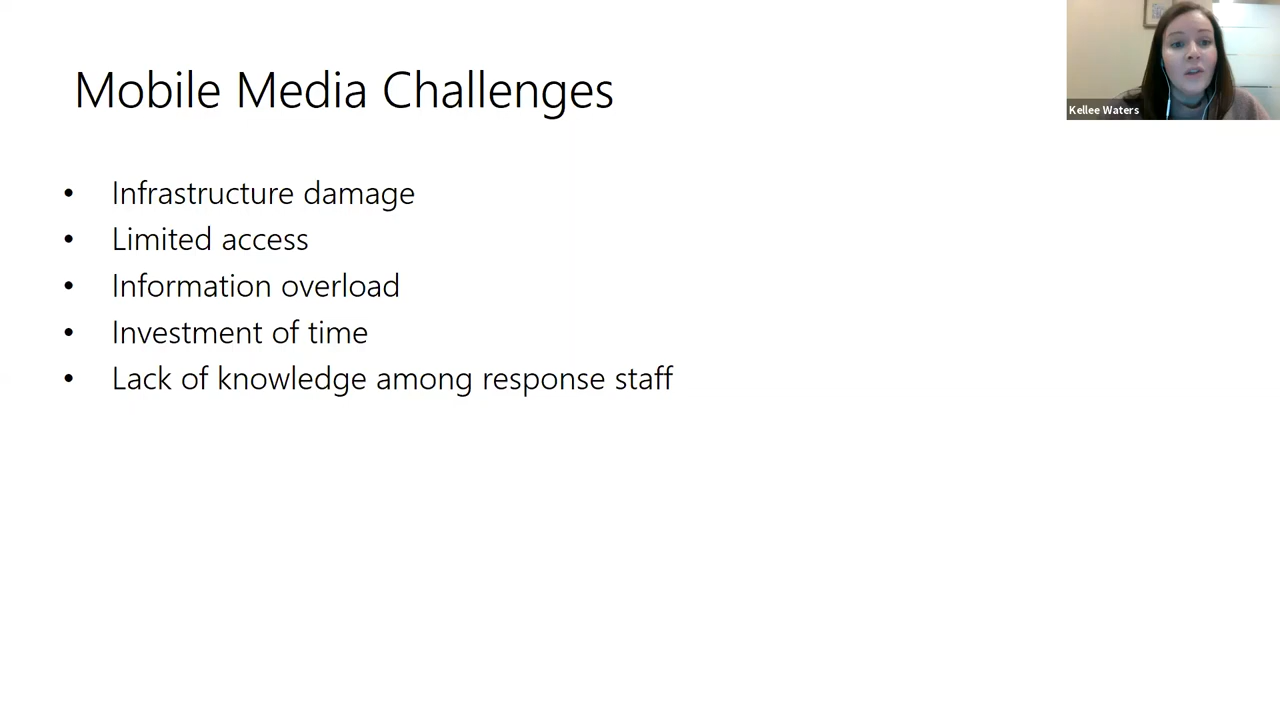 Mobile Media Challenges
Kellee Waters
• Infrastructure damage
• Limited access
• Information overload
• Investment of time
• Lack of knowledge among response staff